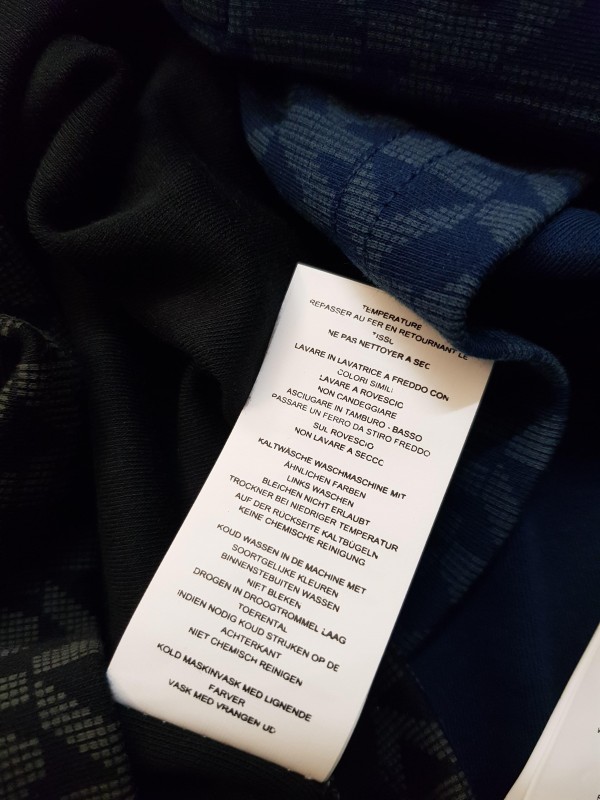 TEMPERATURE
REPASSER AU FER EN RETOURNANT LE
TISSU
NE PAS NETTOYER A SEC
LAVARE IN LAVATRICE A FREDDO CON
COLORI SIMILI
LAVARE A ROVESCIO
NON CANDEGGIARE
ASCIUGARE IN TAMBURO - BASSO
PASSARE UN FERRO DA STIRO FREDDO
SUL ROVESCIO
NON LAVARE A SECCC
KALTWÄSCHE WASCHMASCHINE MIT
ÄHNLICHEN FARBEN
LINKS WASCHEN
BLEICHEN NICHT ERLAUBT
TROCKNER BEI NIEDRIGER TEMPERATUR
AUF DER RÜCKSEITE KALTBÜGELN
KEINE CHEMISCHE REINIGUNG
KOUD WASSEN IN DE MACHINE MET
SOORTGELIJKE KLEUREN
BINNENSTEBUITEN WASSEN
NIET BLEKEN
DROGEN IN DROOGTROMMEL LAAG
TOERENTAL
INDIEN NODIG KOUD STRIJKEN OP DE
ACHTERKANT
NIET CHEMISCH REINIGEN
KOLD MASKINVASK MED LIGNENDE
FARVER
VASK MED VRANGEN UD